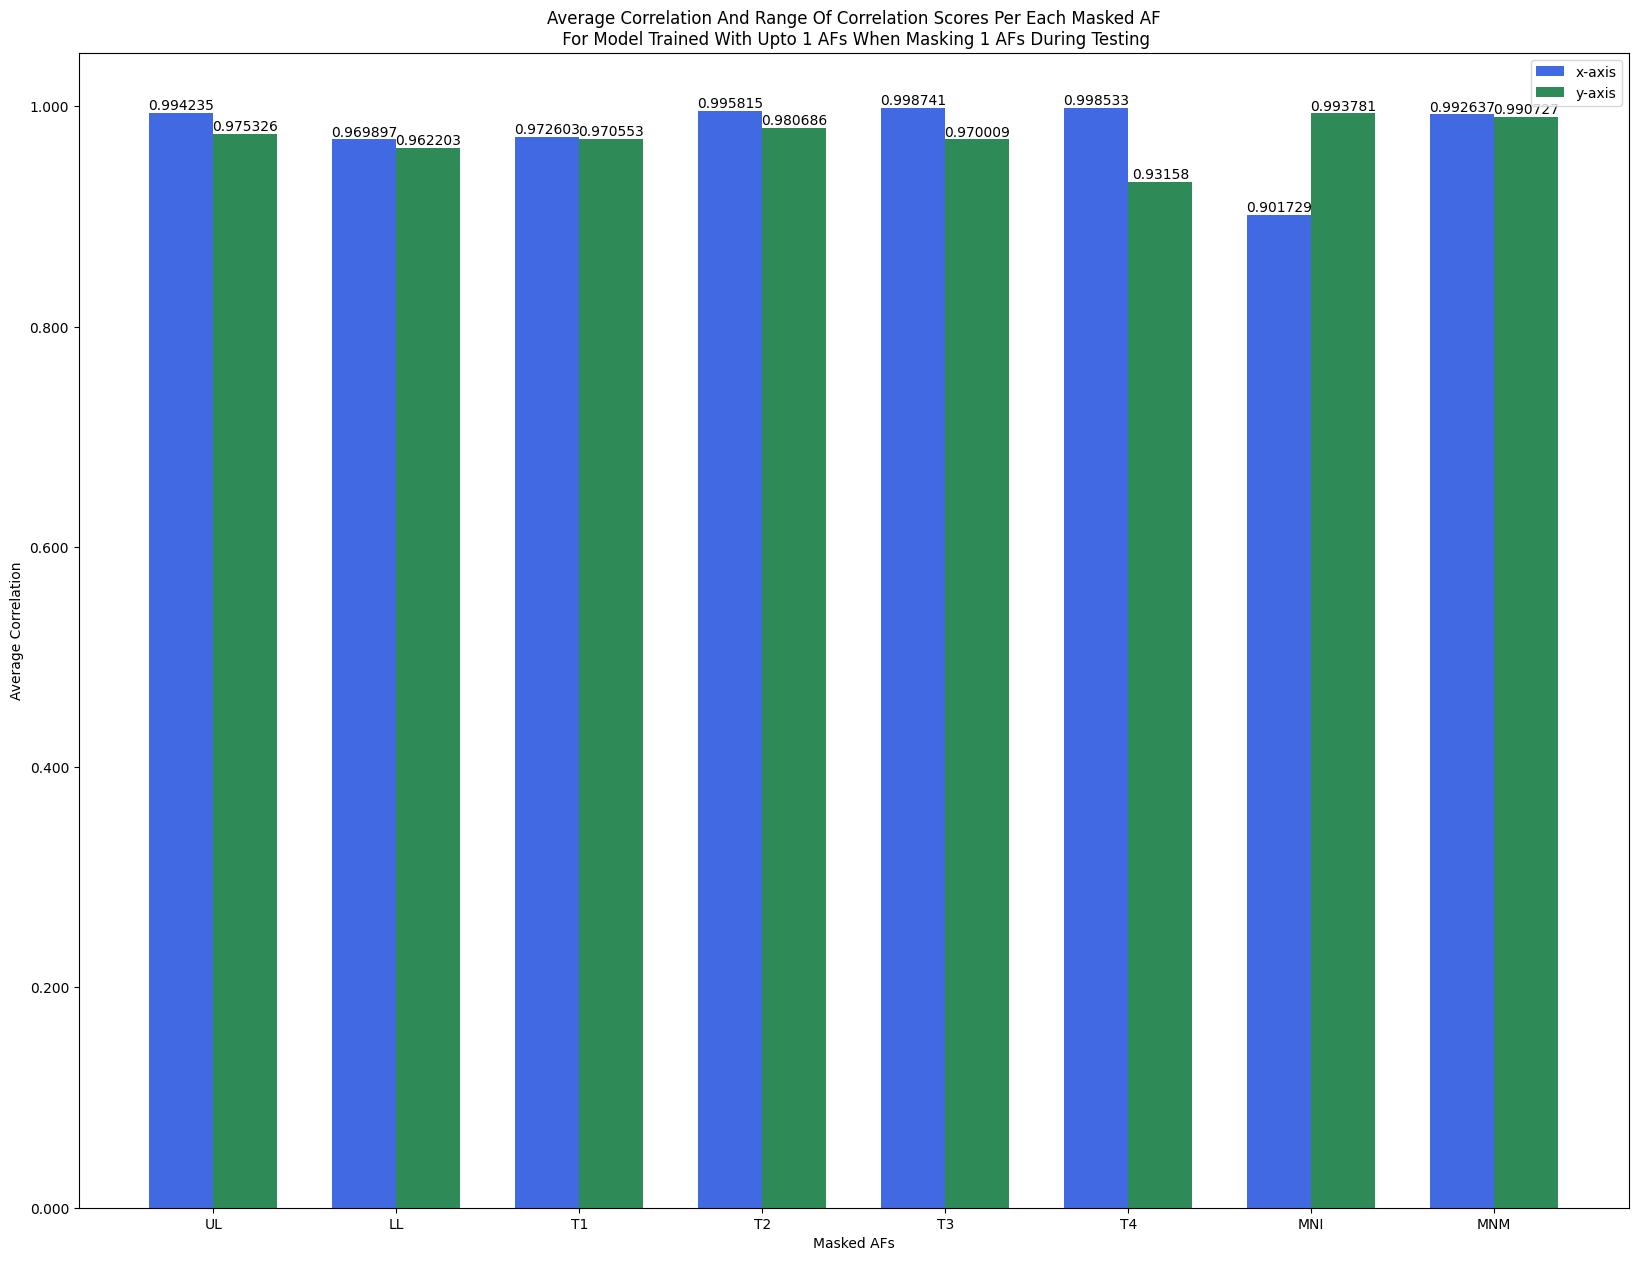 Average Correlation And Range Of Correlation Scores Per Each Masked AF
For Model Trained With Upto 1 AFs When Masking 1 AFs During Testing
x-axis
y-axis
1.000
0.800
0.600
0.400
0.200
0.000
Average Correlation
0.994235
0.975326
0.969897
0.962203
0.972603
0.970553
0.995815
0.980686
0.998741
0.970009
0.998533
0.93158
0.901729
0.993781
0.992637
0.990727
UL
LL
T1
T2
T3
T4
MNI
MNM
Masked AFs